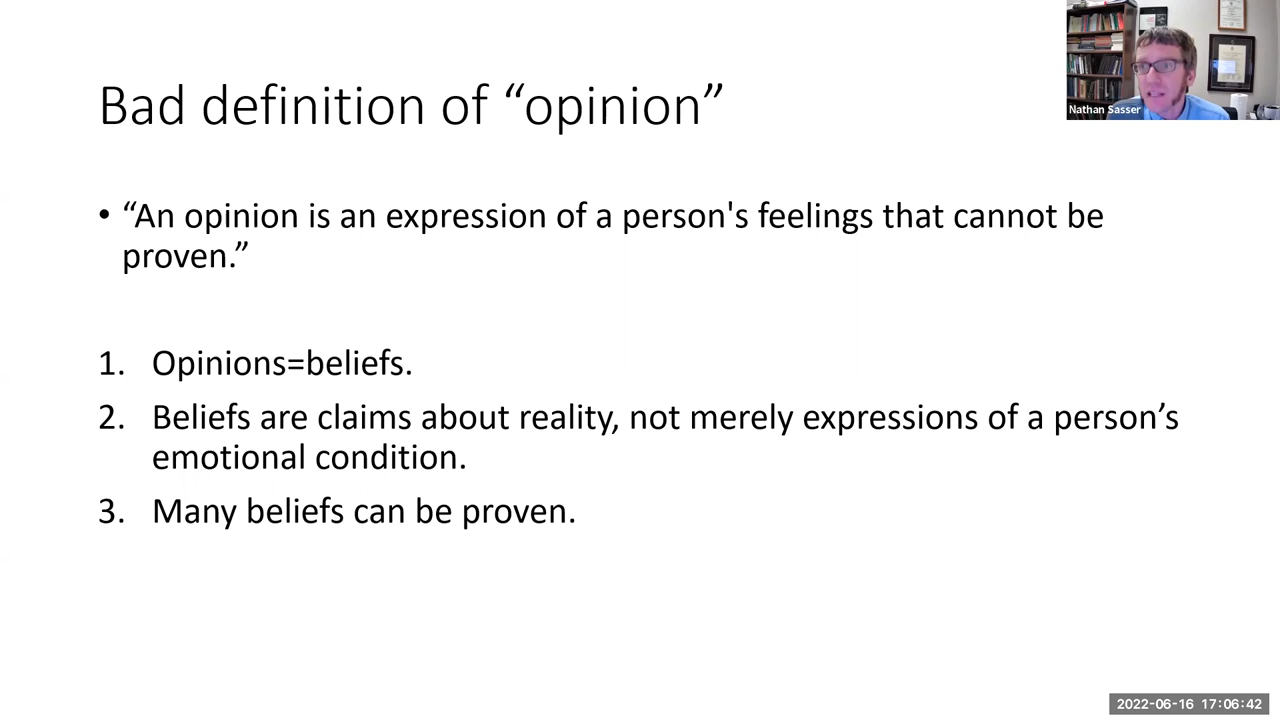 Bad definition of “opinion”
Nathan Sasser
• “An opinion is an expression of a person's feelings that cannot be
proven.”
1. Opinions=beliefs.
2. Beliefs are claims about reality, not merely expressions of a person’s
emotional condition.
3. Many beliefs can be proven.
2022-06-16 17:06:42